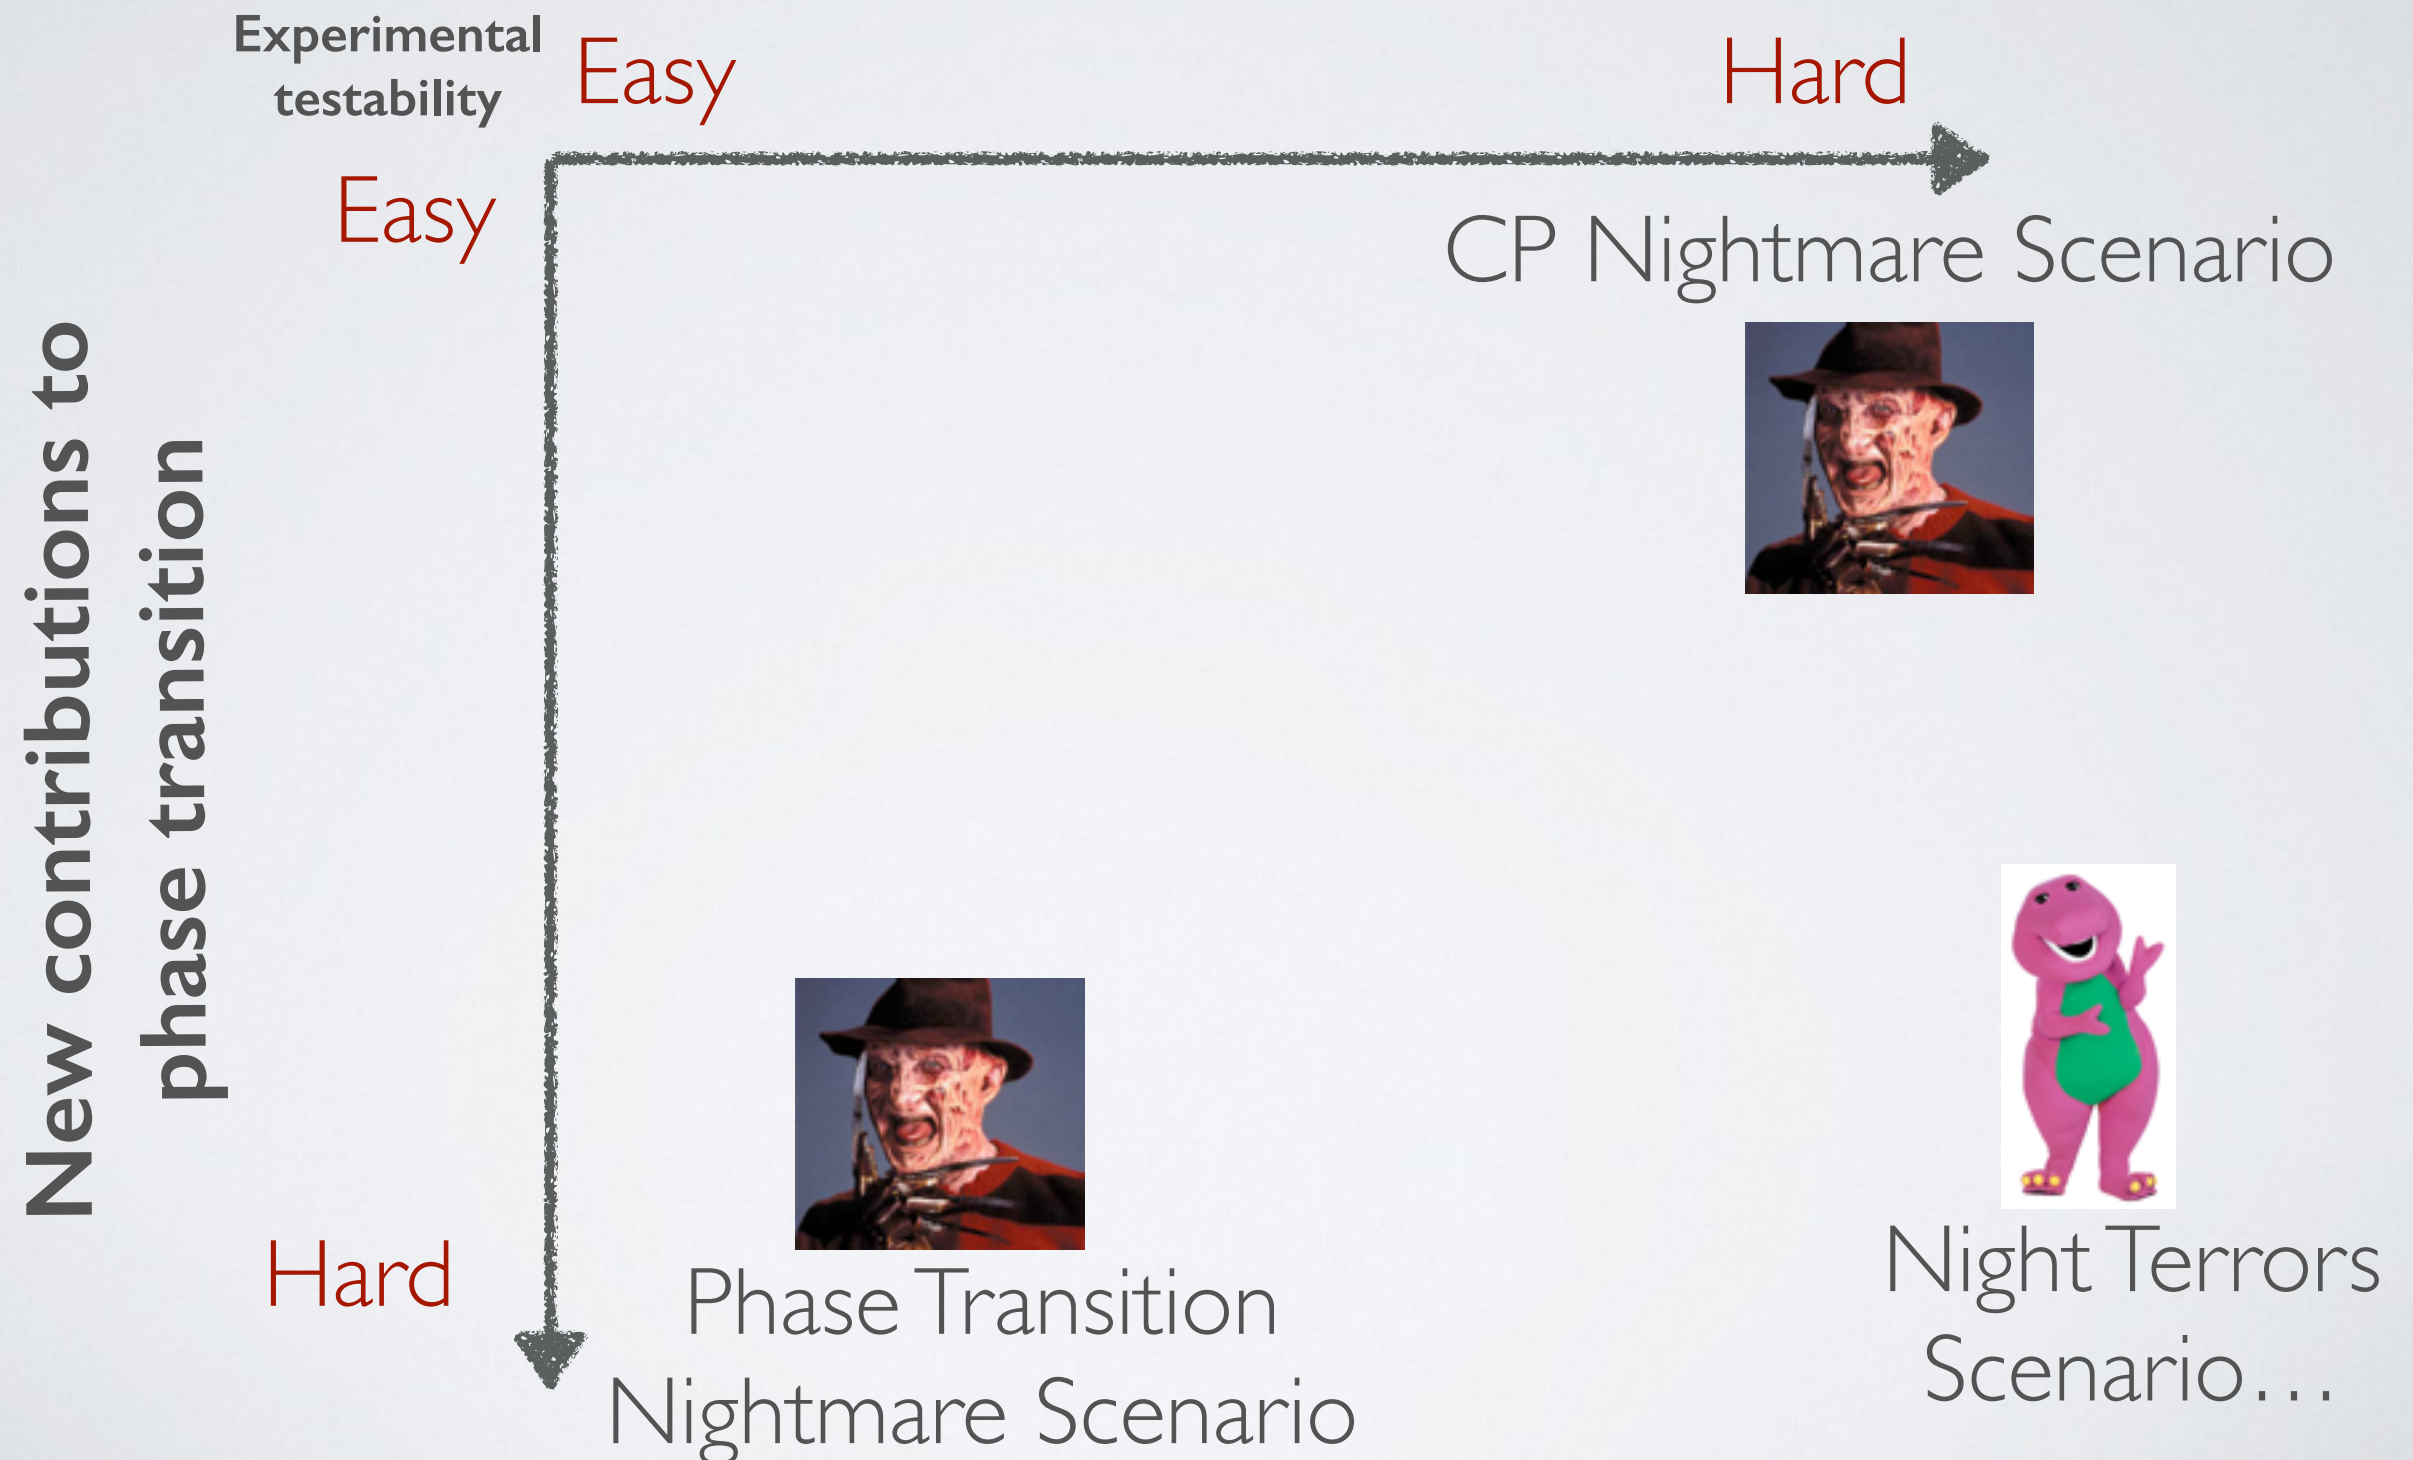 Experimental
testability
Easy
Hard
Easy
CP Nightmare Scenario
New contributions to
phase transition
Hard
Phase Transition
Nightmare Scenario
Night Terrors
Scenario…